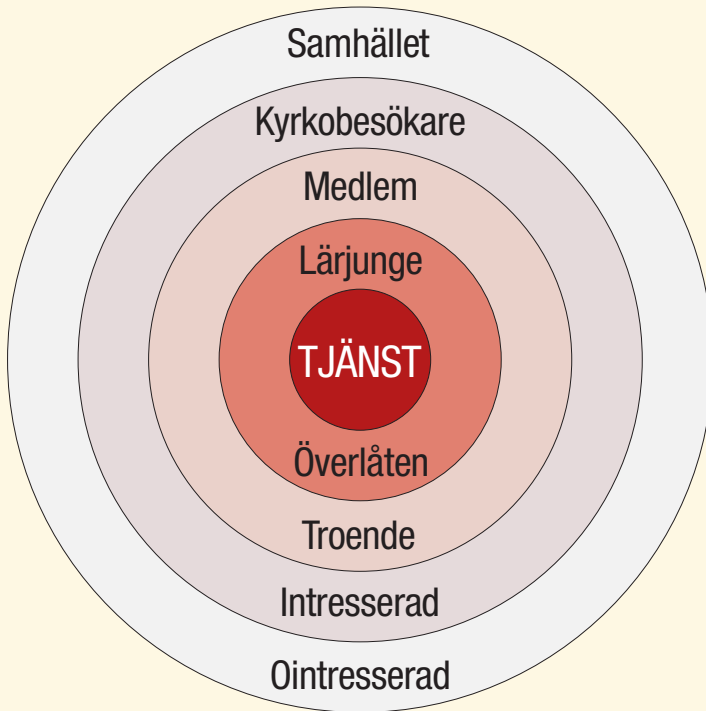 Samhället
Kyrkobesökare
Medlem
Lärjunge
TJÄNST
Överlåten
Troende
Intresserad
Ointresserad